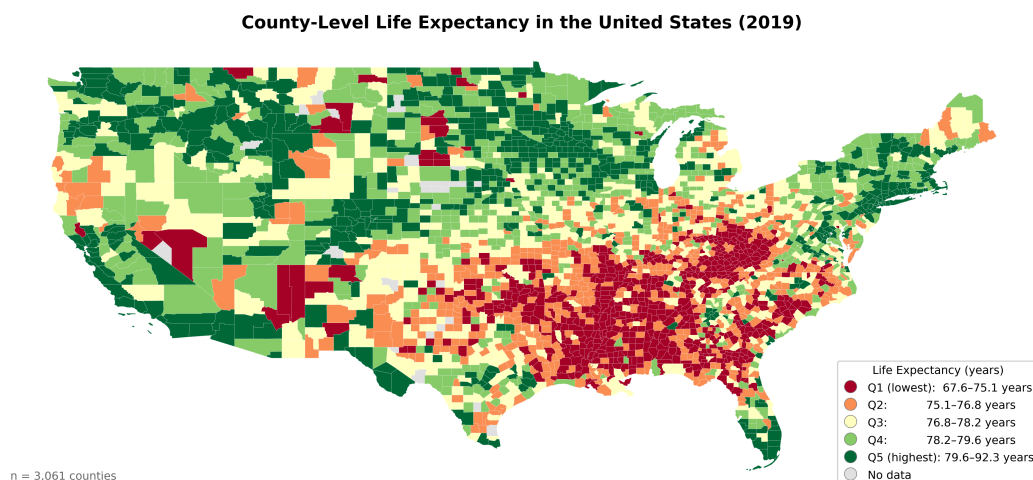 County-Level Life Expectancy in the United States (2019)
Life Expectancy (years)
Q1 (lowest): 67.6–75.1 years
Q2: 75.1–76.8 years
Q3: 76.8–78.2 years
Q4: 78.2–79.6 years
Q5 (highest): 79.6–92.3 years
No data
n = 3,061 counties